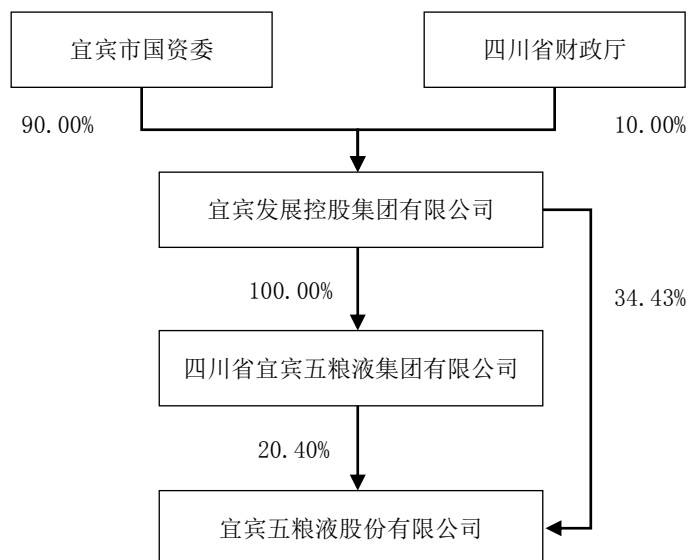 宜宾市国资委
四川省财政厅
90.00%
10.00%
宜宾发展控股集团有限公司
100.00%
34.43%
四川省宜宾五粮液集团有限公司
20.40%
宜宾五粮液股份有限公司